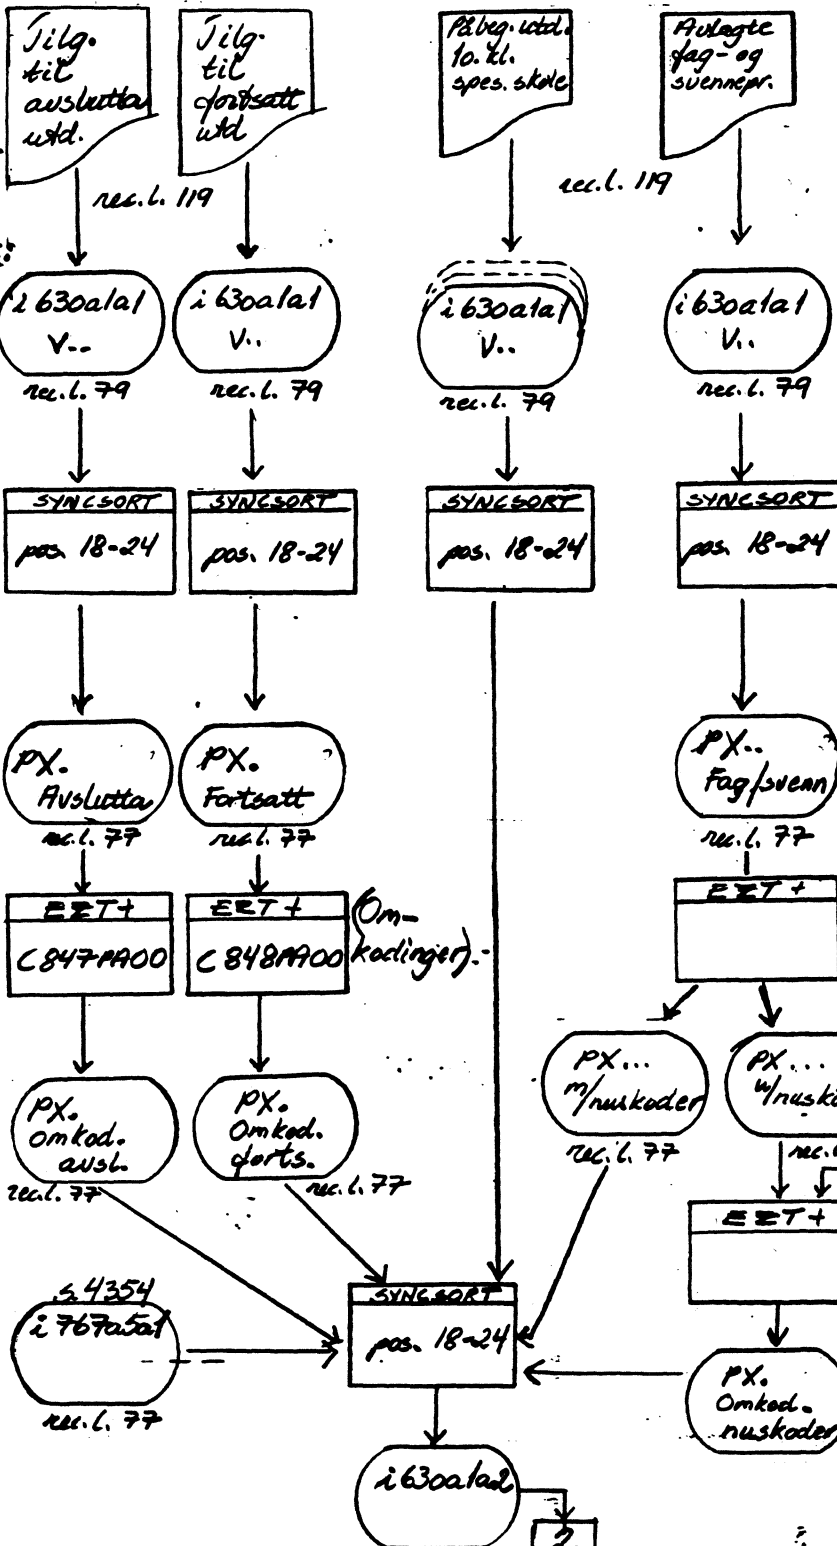 Tilg.
til
avslutta
utd.
Tilg.
til
fortsatt
utd
Påbeg. utd.
10. kl.
spes. skole
Avlagte
fag- og
svennepr.
rec.l. 119
rec.l. 119
i 630a1a1
V..
i 630a1a1
V..
i 630a1a1
V..
i 630a1a1
V..
rec.l. 79
rec.l. 79
rec.l. 79
rec.l. 79
SYNCSORT
pos. 18-24
SYNCSORT
pos. 18-24
SYNCSORT
pos. 18-24
SYNCSORT
pos. 18-24
PX.
Avslutta
PX.
Fortsatt
PX..
Fag/svenn
rec.l. 77
rec.l. 77
rec.l. 77
EZT+
C847PA00
EZT+
C848PA00
(Om-
kodinger).-
EZT+
PX...
m/nuskoder
PX...
u/nusko
PX.
Omkod.
avsl.
PX.
Omkod.
forts.
rec.l. 77
rec.l. 77
rec.l. 77
rec.
EZT+
s. 4354
i 767a5a1
rec.l. 77
SYNCSORT
pos. 18-24
PX.
Omkod.
nuskoder
i 630a1a2
2